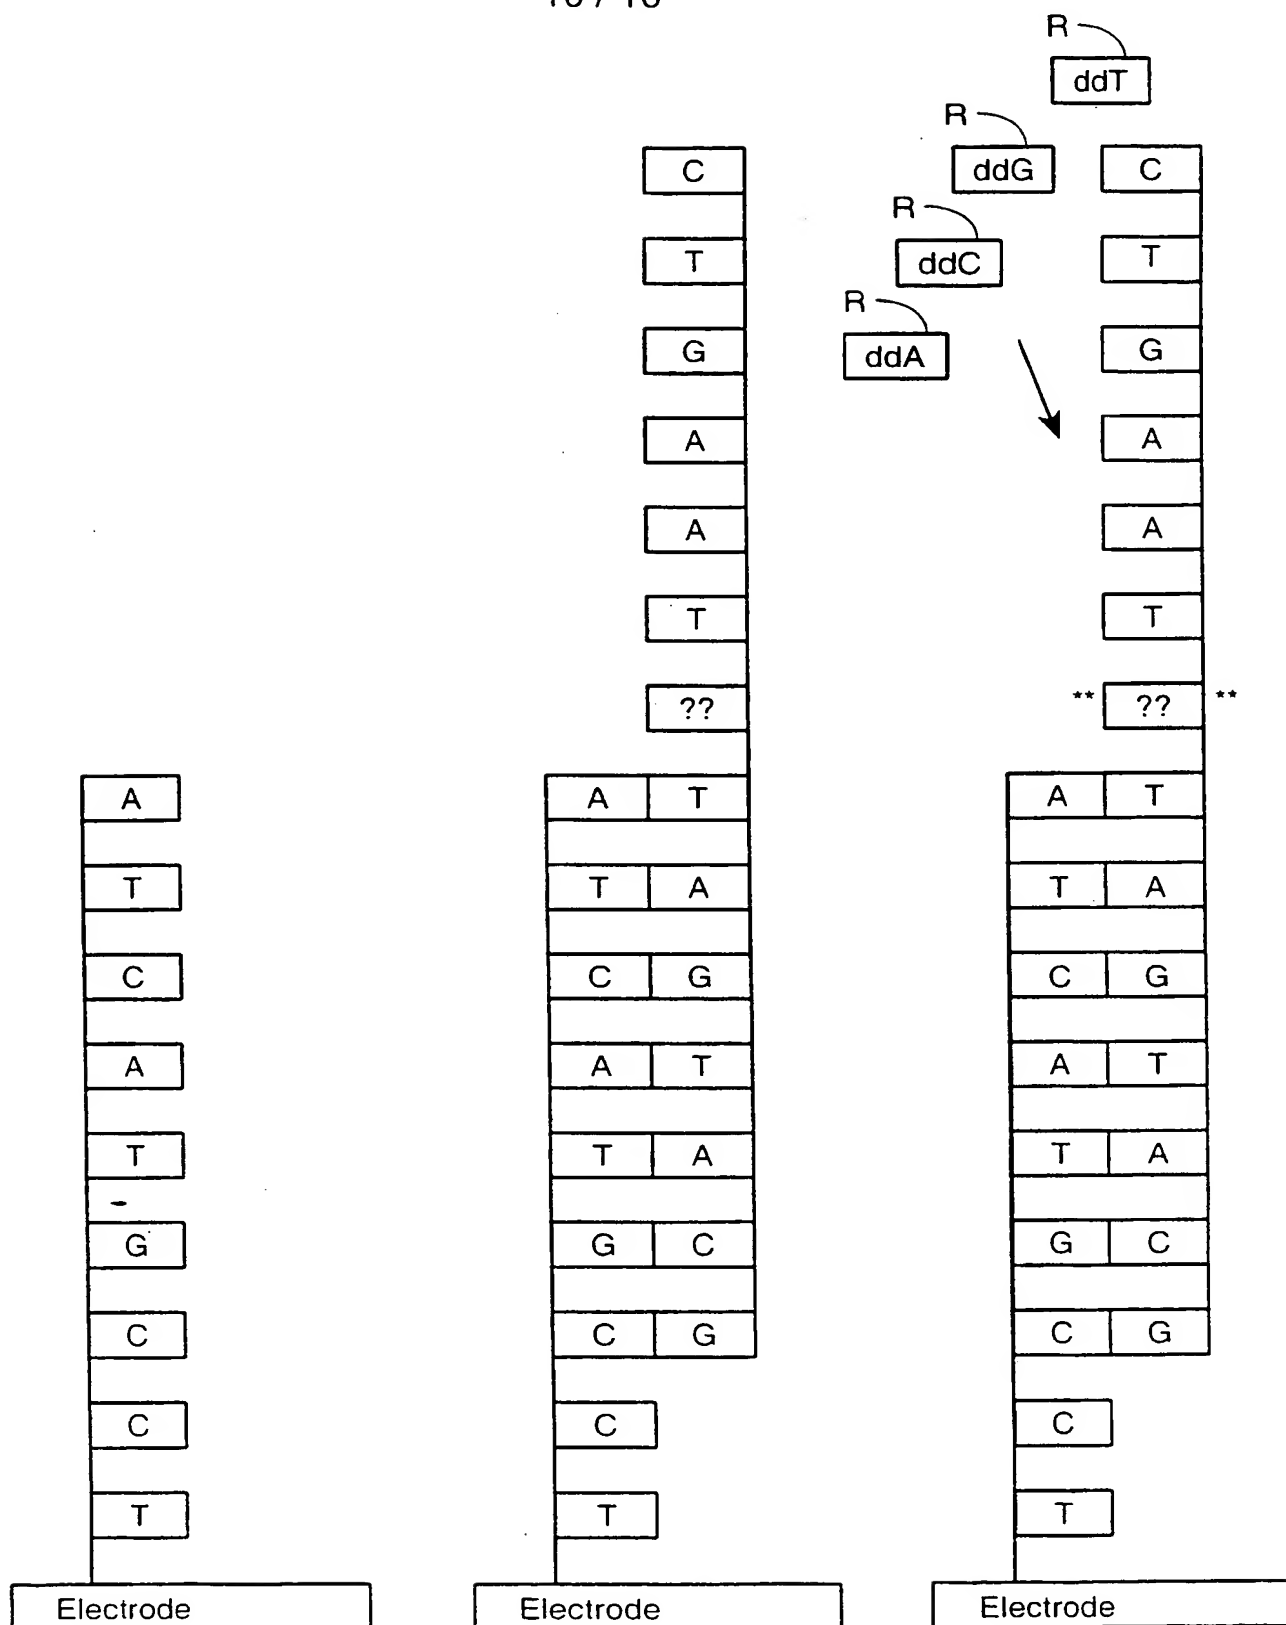 R
ddT
R
C ddG C
R
T ddC T
R
G ddA G
A A
A A
T T
?? ** ?? **
A A T A T
T T A T A
C C G C G
A A T A T
T T A T A
G G C G C
C C G C G
C C C
T T T
Electrode Electrode Electrode